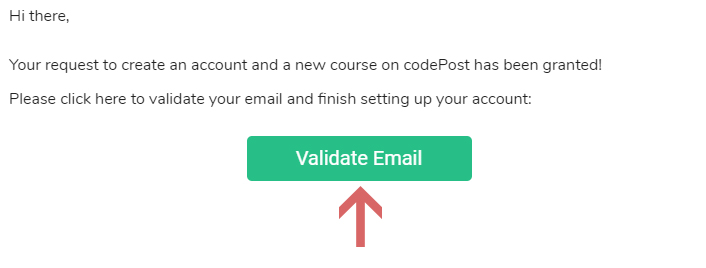 Hi there,
Your request to create an account and a new course on codePost has been granted!
Please click here to validate your email and finish setting up your account:
Validate Email